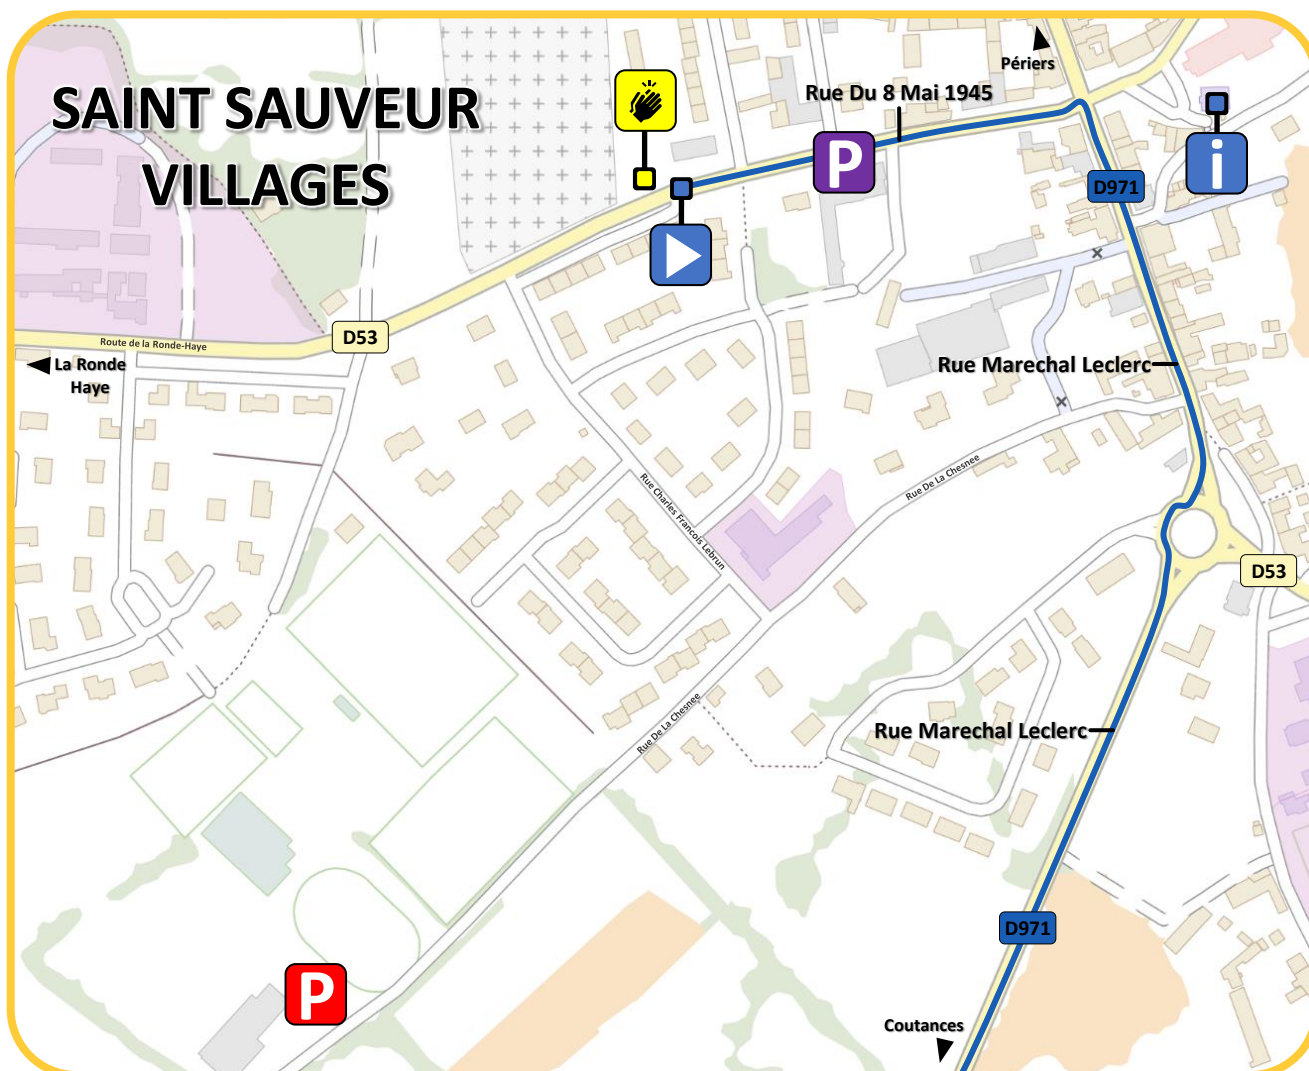 SAINT SAUVEUR
VILLAGES
Périers
Rue Du 8 Mai 1945
P
i
D971
D53
Route de la Ronde-Haye
La Ronde
Haye
Rue Marechal Leclerc
Rue De La Chesnee
Rue Charles Francois Lebrun
D53
Rue De La Chesnee
Rue Marechal Leclerc
D971
P
Coutances